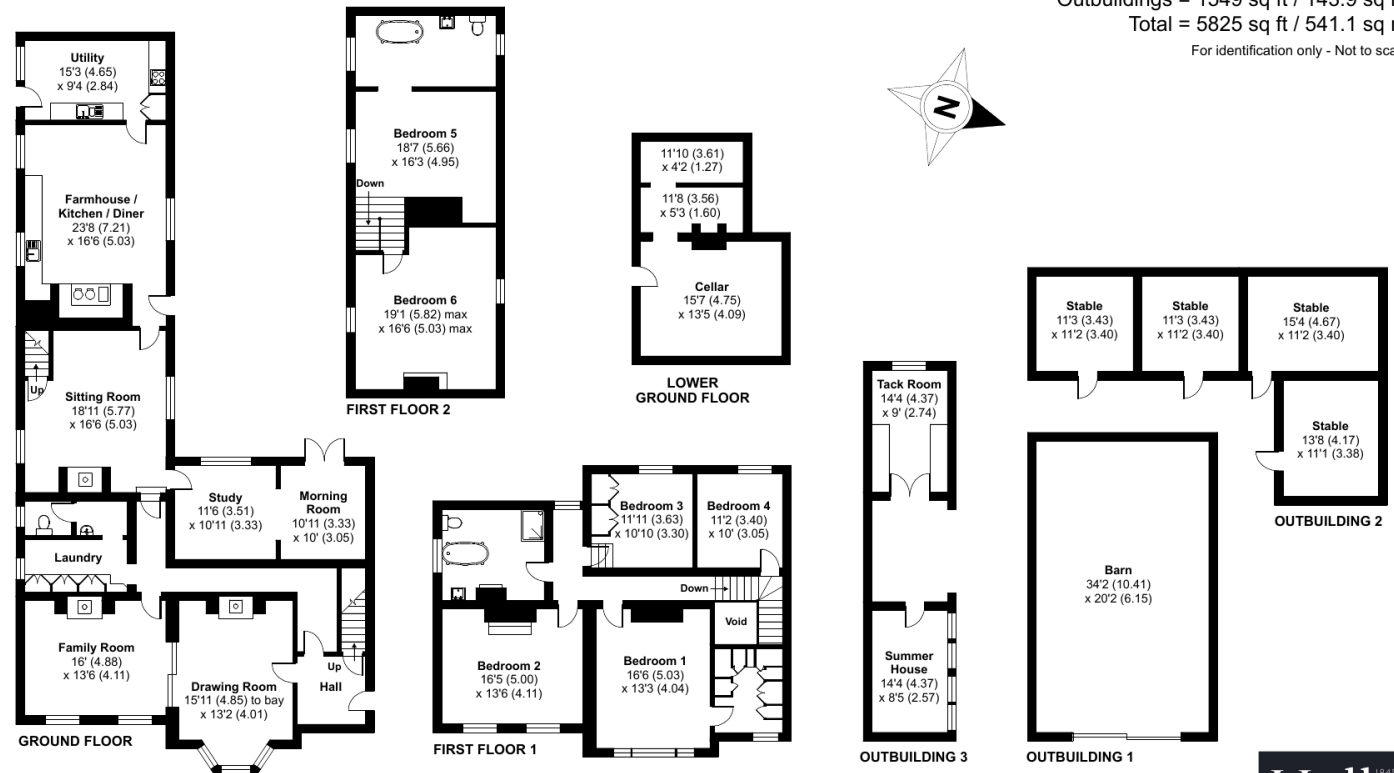 Outbuildings = 1549 sq ft / 143.9 sq
Total = 5825 sq ft / 541.1 sq
For identification only - Not to sca
N
Utility
15'3 (4.65)
x 9'4 (2.84)
Farmhouse /
Kitchen / Diner
23'8 (7.21)
x 16'6 (5.03)
Up
Sitting Room
18'11 (5.77)
x 16'6 (5.03)
Study
11'6 (3.51)
x 10'11 (3.33)
Morning
Room
10'11 (3.33)
x 10' (3.05)
Laundry
Family Room
16' (4.88)
x 13'6 (4.11)
Drawing Room
15'11 (4.85) to bay
x 13'2 (4.01)
Up
Hall
GROUND FLOOR
Bedroom 5
18'7 (5.66)
x 16'3 (4.95)
Down
Bedroom 6
19'1 (5.82) max
x 16'6 (5.03) max
FIRST FLOOR 2
11'10 (3.61)
x 4'2 (1.27)
11'8 (3.56)
x 5'3 (1.60)
Cellar
15'7 (4.75)
x 13'5 (4.09)
LOWER
GROUND FLOOR
Bedroom 3
11'11 (3.63)
x 10'10 (3.30)
Bedroom 4
11'2 (3.40)
x 10' (3.05)
Down
Void
Bedroom 2
16'5 (5.00)
x 13'6 (4.11)
Bedroom 1
16'6 (5.03)
x 13'3 (4.04)
FIRST FLOOR 1
Tack Room
14'4 (4.37)
x 9' (2.74)
Summer
House
14'4 (4.37)
x 8'5 (2.57)
OUTBUILDING 3
Stable
11'3 (3.43)
x 11'2 (3.40)
Stable
11'3 (3.43)
x 11'2 (3.40)
Stable
15'4 (4.67)
x 11'2 (3.40)
Stable
13'8 (4.17)
x 11'1 (3.38)
OUTBUILDING 2
Barn
34'2 (10.41)
x 20'2 (6.15)
OUTBUILDING 1